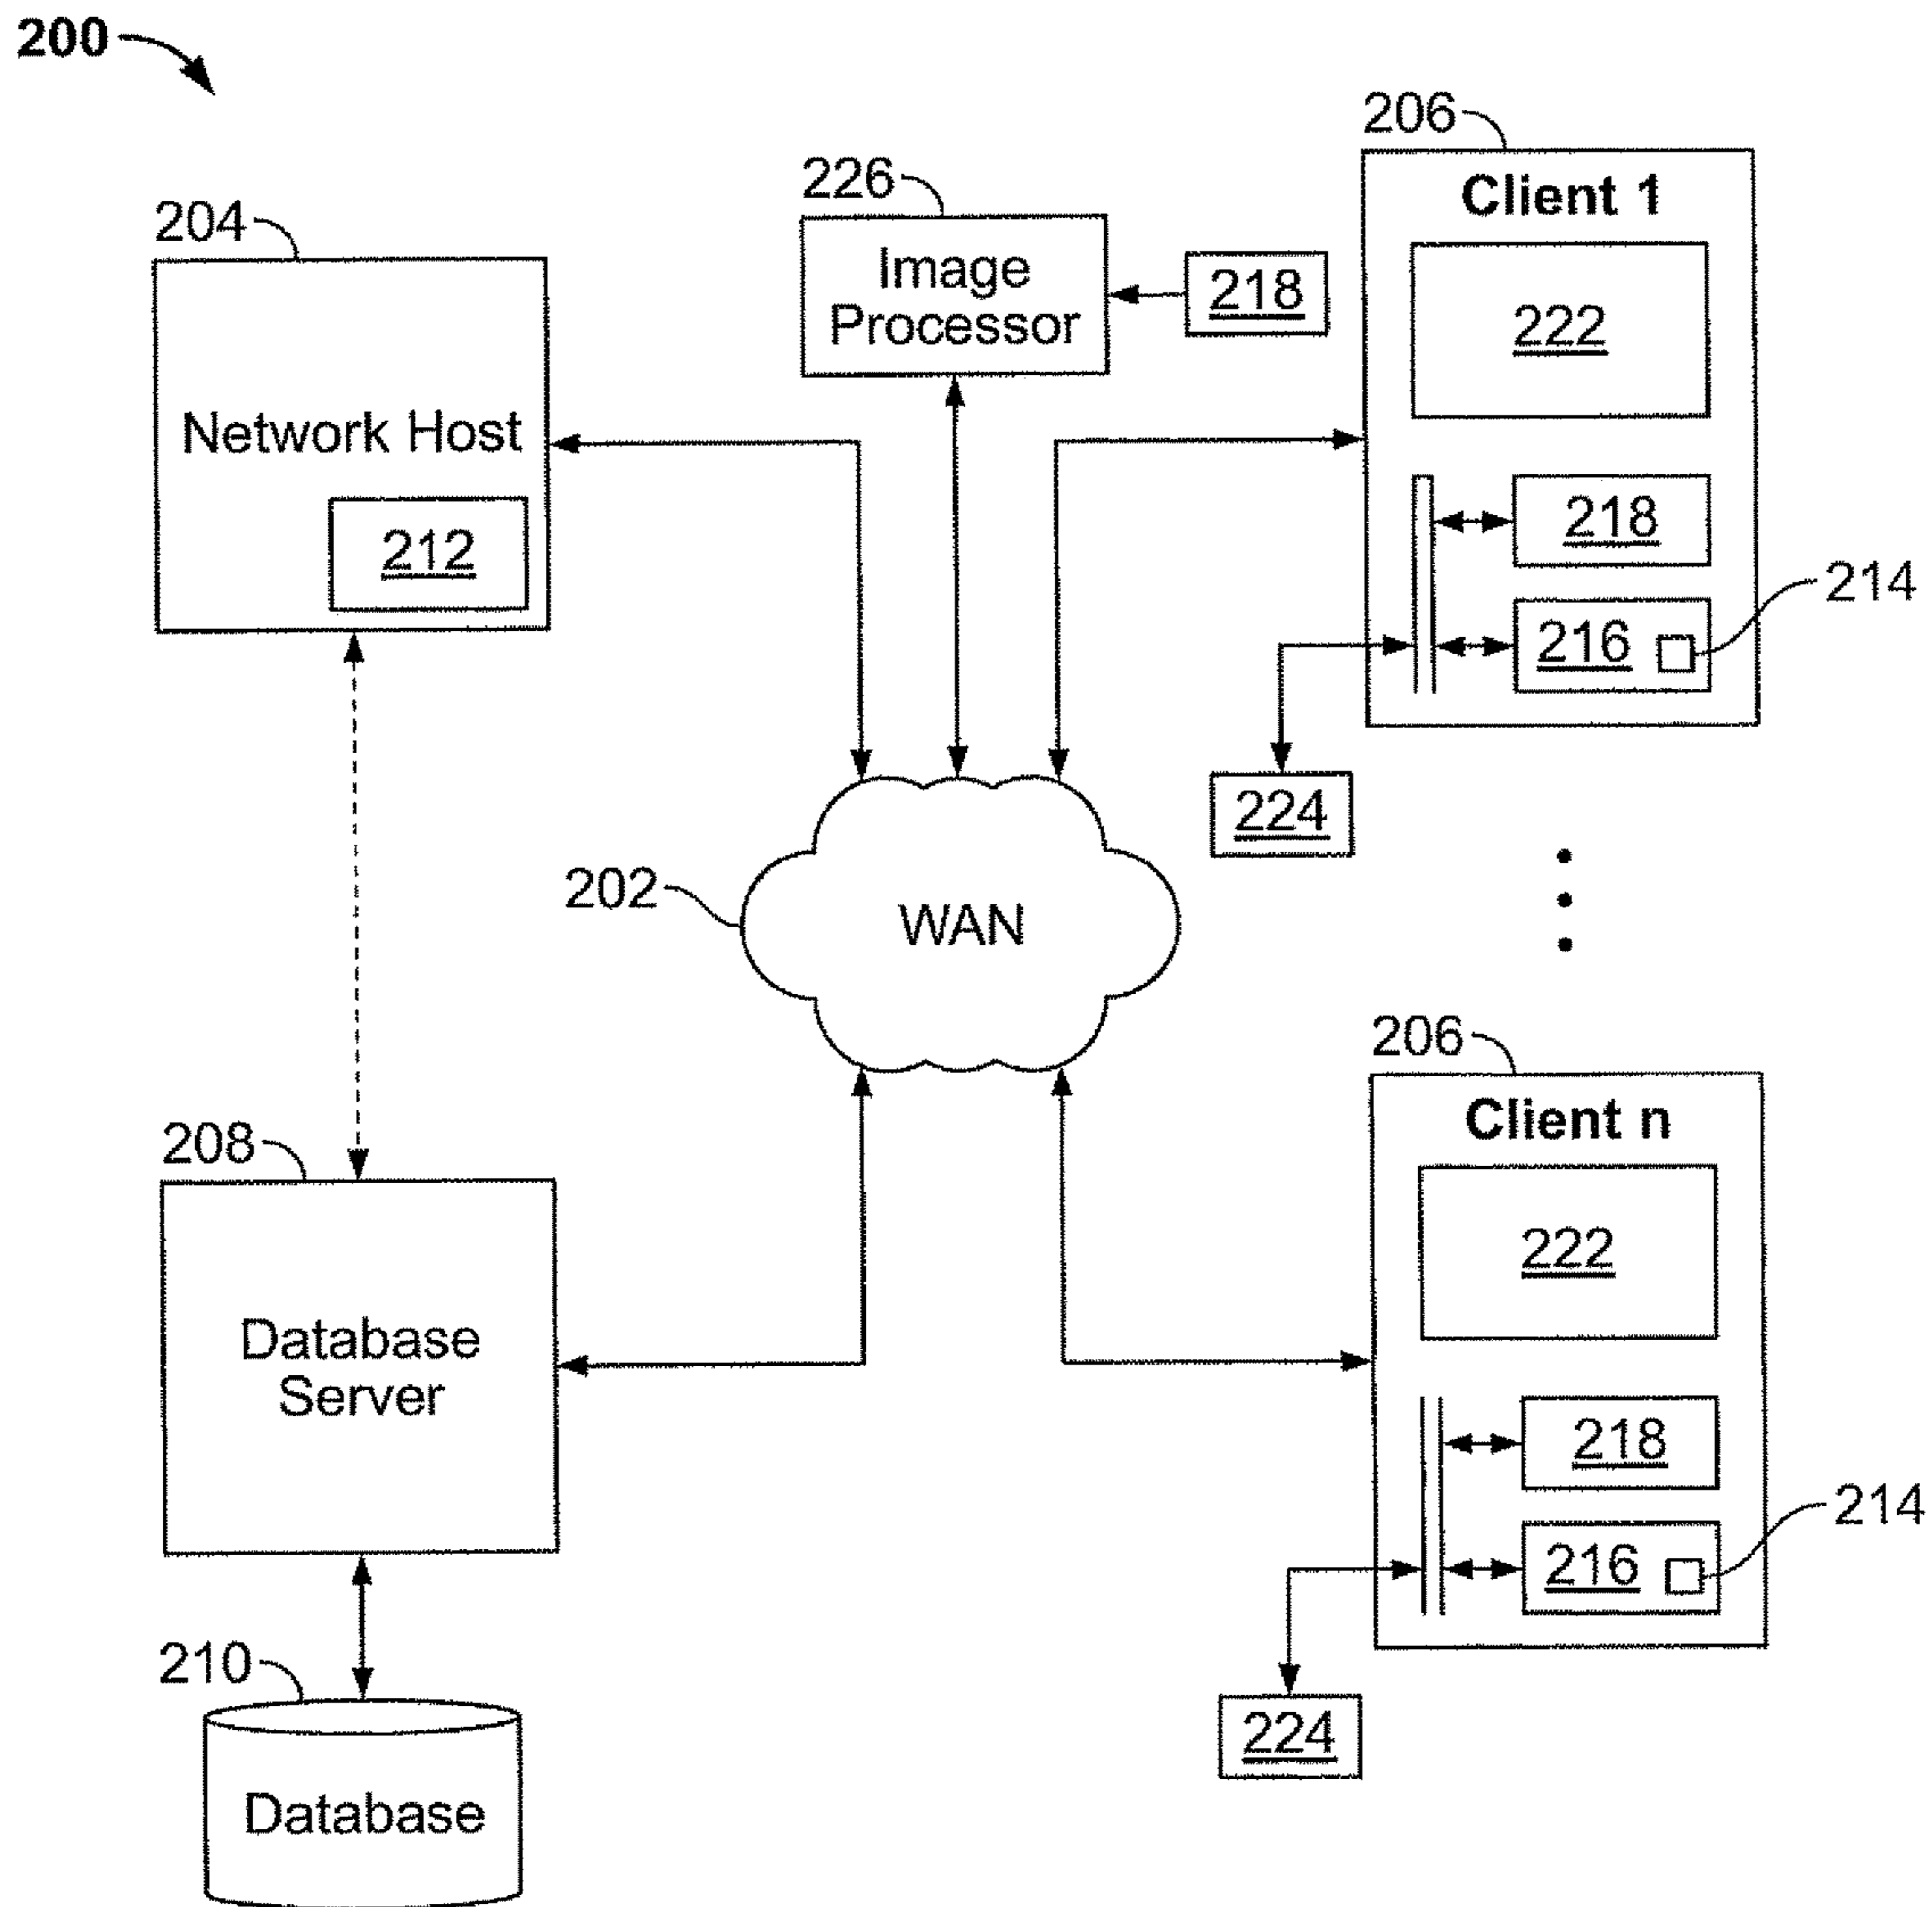 200
206
Client 1
222
218
216
214
224
226
Image
Processor
218
204
Network Host
212
202
WAN
206
Client n
222
218
216
214
224
208
Database
Server
210
Database